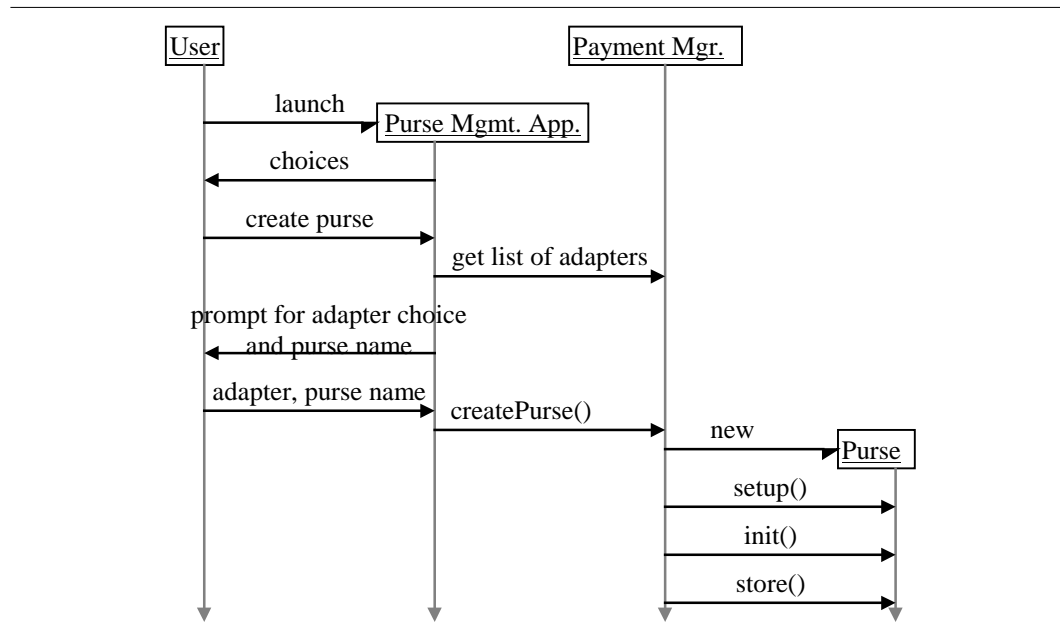 User
Payment Mgr.
launch
Purse Mgmt. App.
choices
create purse
get list of adapters
prompt for adapter choice
and purse name
adapter, purse name
createPurse()
new
Purse
setup()
init()
store()